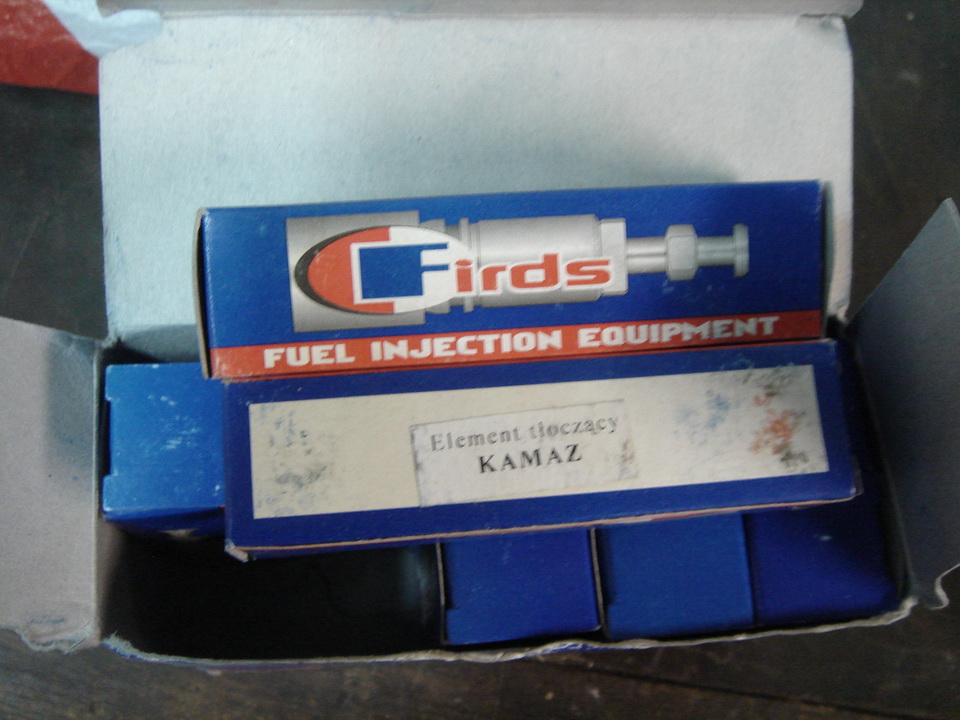 Firds
FUEL INJECTION EQUIPMENT
Element tłoczący
KAMAZ